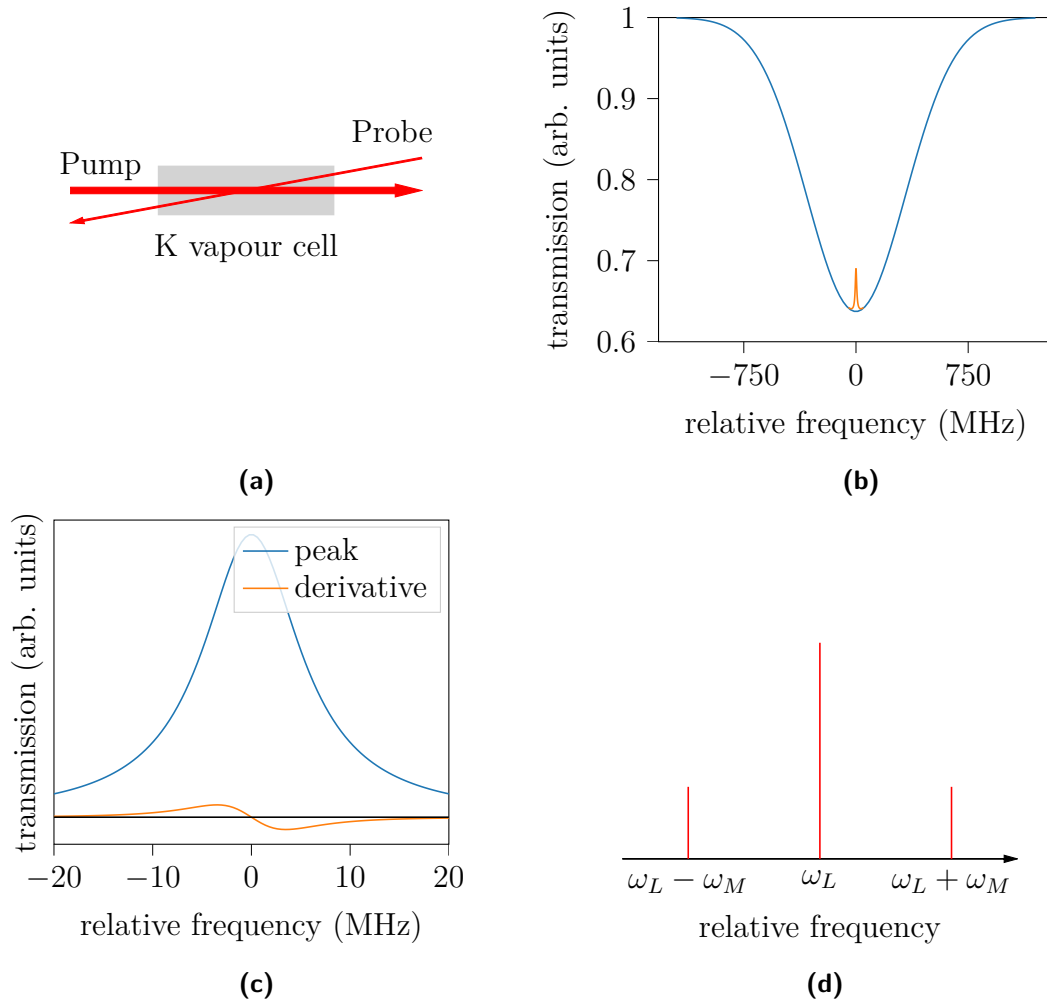 Probe
Pump
K vapour cell
(a)
transmission (arb. units)
1
0.9
0.8
0.7
0.6
−750
0
750
relative frequency (MHz)
(b)
transmission (arb. units)
peak
derivative
−20
−10
0
10
20
relative frequency (MHz)
(c)
ω_L − ω_M
ω_L
ω_L + ω_M
relative frequency
(d)